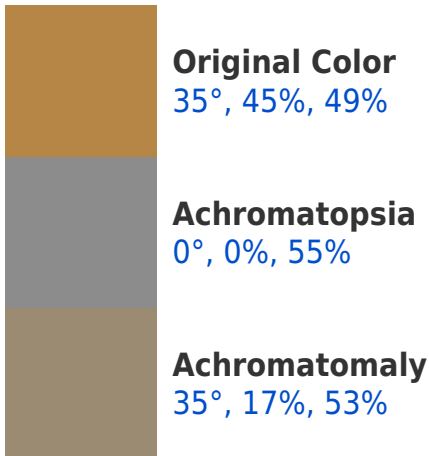 Original Color
35°, 45%, 49%
Achromatopsia
0°, 0%, 55%
Achromatomaly
35°, 17%, 53%